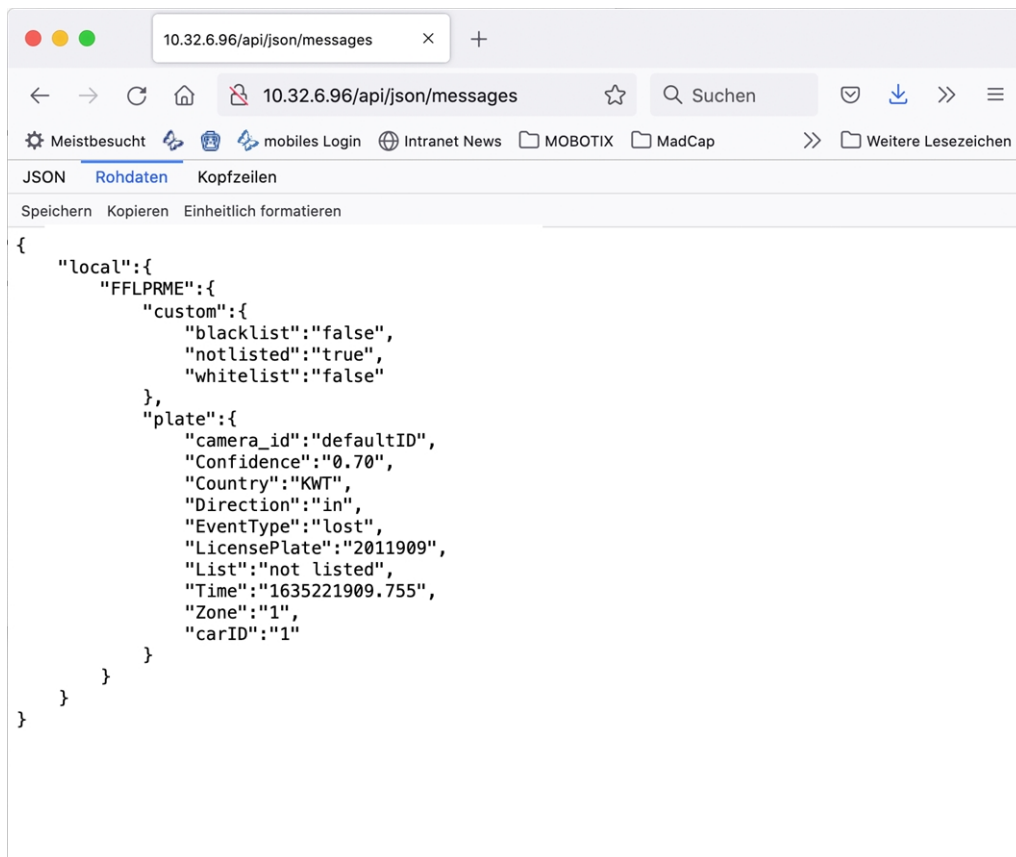 10.32.6.96/api/json/messages
10.32.6.96/api/json/messages
Suchen
Meistbesucht mobiles Login Intranet News MOBOTIX MadCap Weitere Lesezeichen
JSON Rohdaten Kopfzeilen
Speichern Kopieren Einheitlich formatieren
{
    "local":{
        "FFLPRME":{
            "custom":{
                "blacklist":"false",
                "notlisted":"true",
                "whitelist":"false"
            },
            "plate":{
                "camera_id":"defaultID",
                "Confidence":"0.70",
                "Country":"KWT",
                "Direction":"in",
                "EventType":"lost",
                "LicensePlate":"2011909",
                "List":"not listed",
                "Time":"1635221909.755",
                "Zone":"1",
                "carID":"1"
            }
        }
    }
}